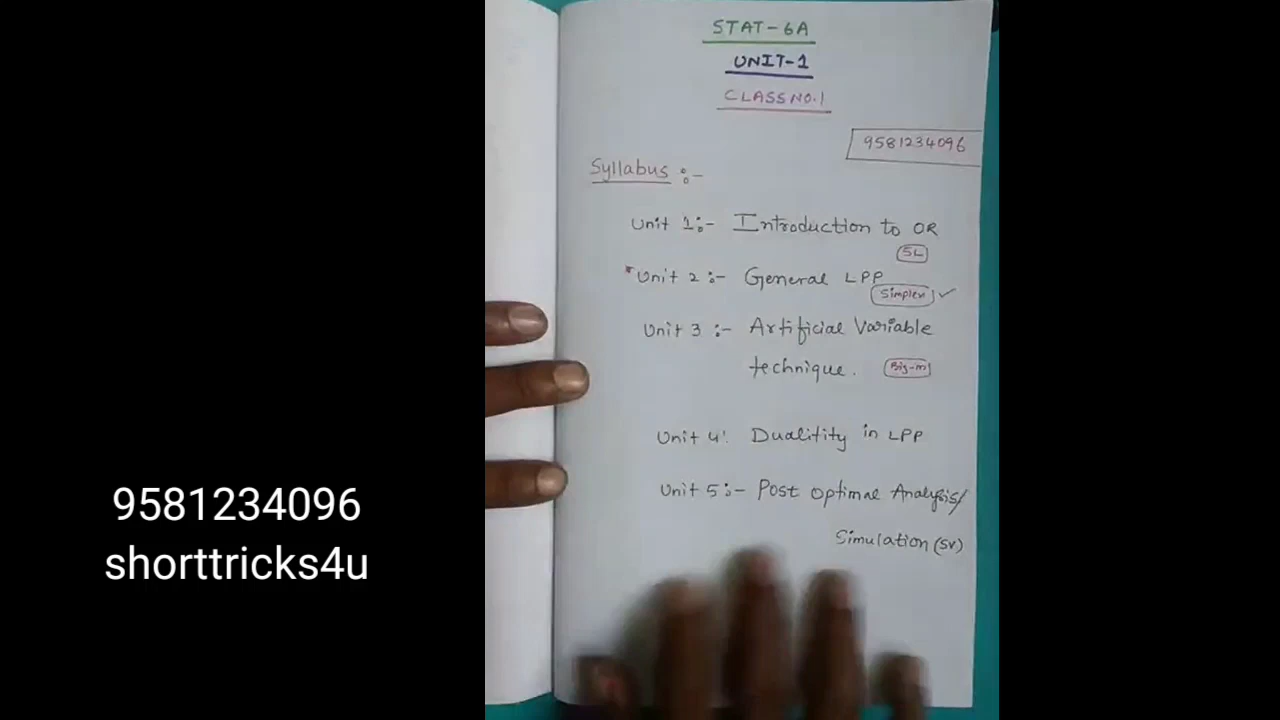 STAT-6A
UNIT-1
CLASS NO.1
9581234096
Syllabus :-
Unit 1:- Introduction to OR
SL
*Unit 2:- General LPP
Simplex ✓
Unit 3:- Artificial Variable
technique.
Big-m
Unit 4: Dualitity in LPP
Unit 5:- Post Optimal Analysis/
Simulation (SV)
9581234096
shorttricks4u